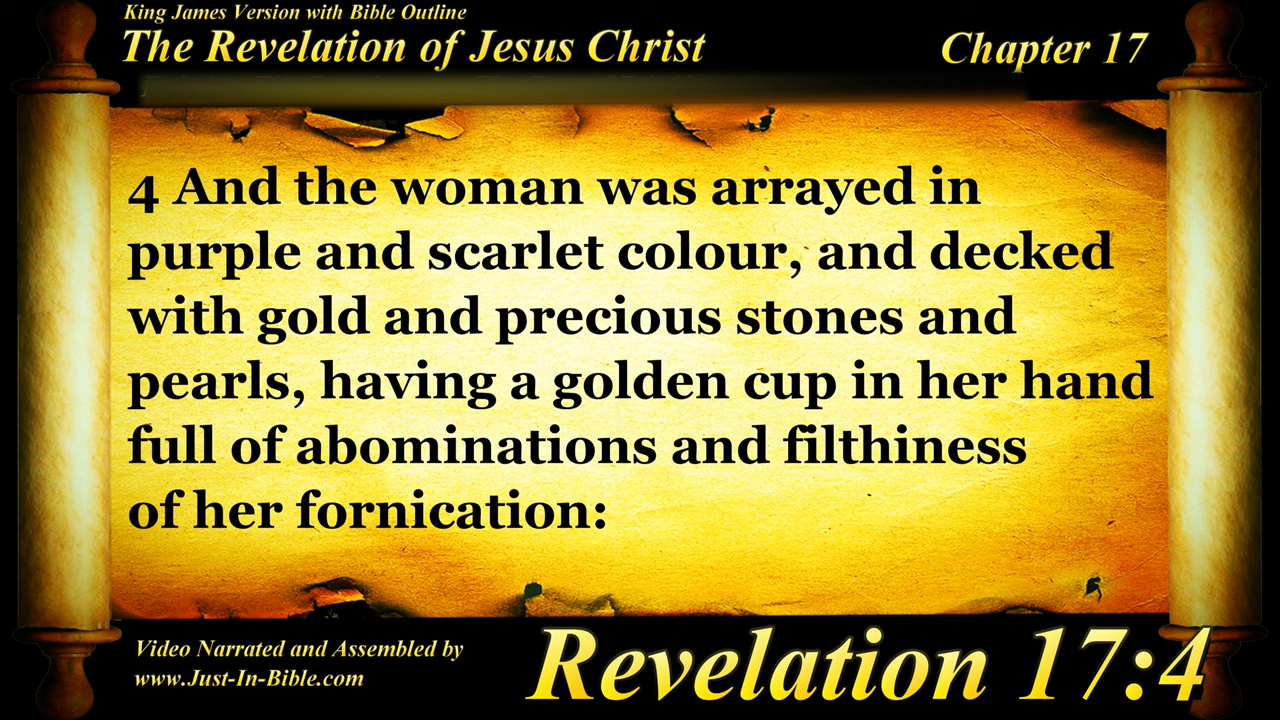 King James Version with Bible Outline
The Revelation of Jesus Christ
Chapter 17
4 And the woman was arrayed in
purple and scarlet colour, and decked
with gold and precious stones and
pearls, having a golden cup in her hand
full of abominations and filthiness
of her fornication:
Video Narrated and Assembled by
www.Just-In-Bible.com
Revelation 17:4